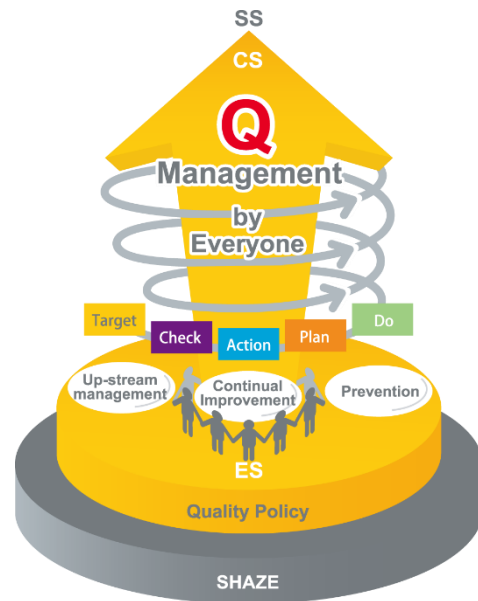 SS
CS
Q
Management
by
Everyone
Target
Check
Action
Plan
Do
Up-stream
management
Continual
Improvement
Prevention
ES
Quality Policy
SHAZE